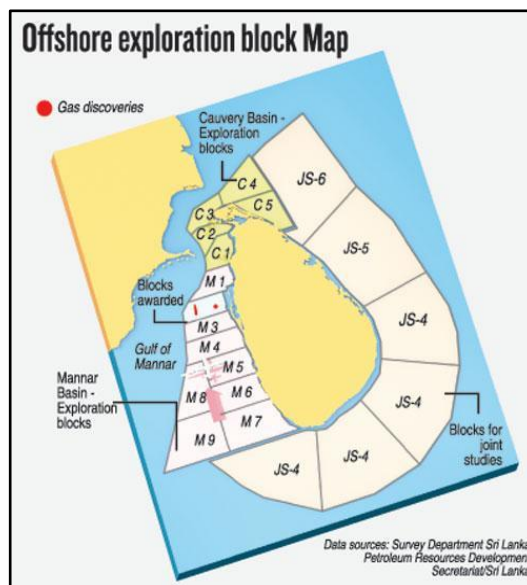 Offshore exploration block Map
Gas discoveries
Cauvery Basin -
Exploration
blocks
C 4
JS-6
C 5
C 3
C 2
C 1
JS-5
M 1
Blocks
awarded
M 3
JS-4
Gulf of
Mannar
M 4
M 5
Mannar
Basin -
Exploration
blocks
M 8
M 6
JS-4
M 7
M 9
Blocks for
joint
studies
JS-4
JS-4
Data sources: Survey Department Sri Lanka
Petroleum Resources Development
Secretariat/Sri Lanka